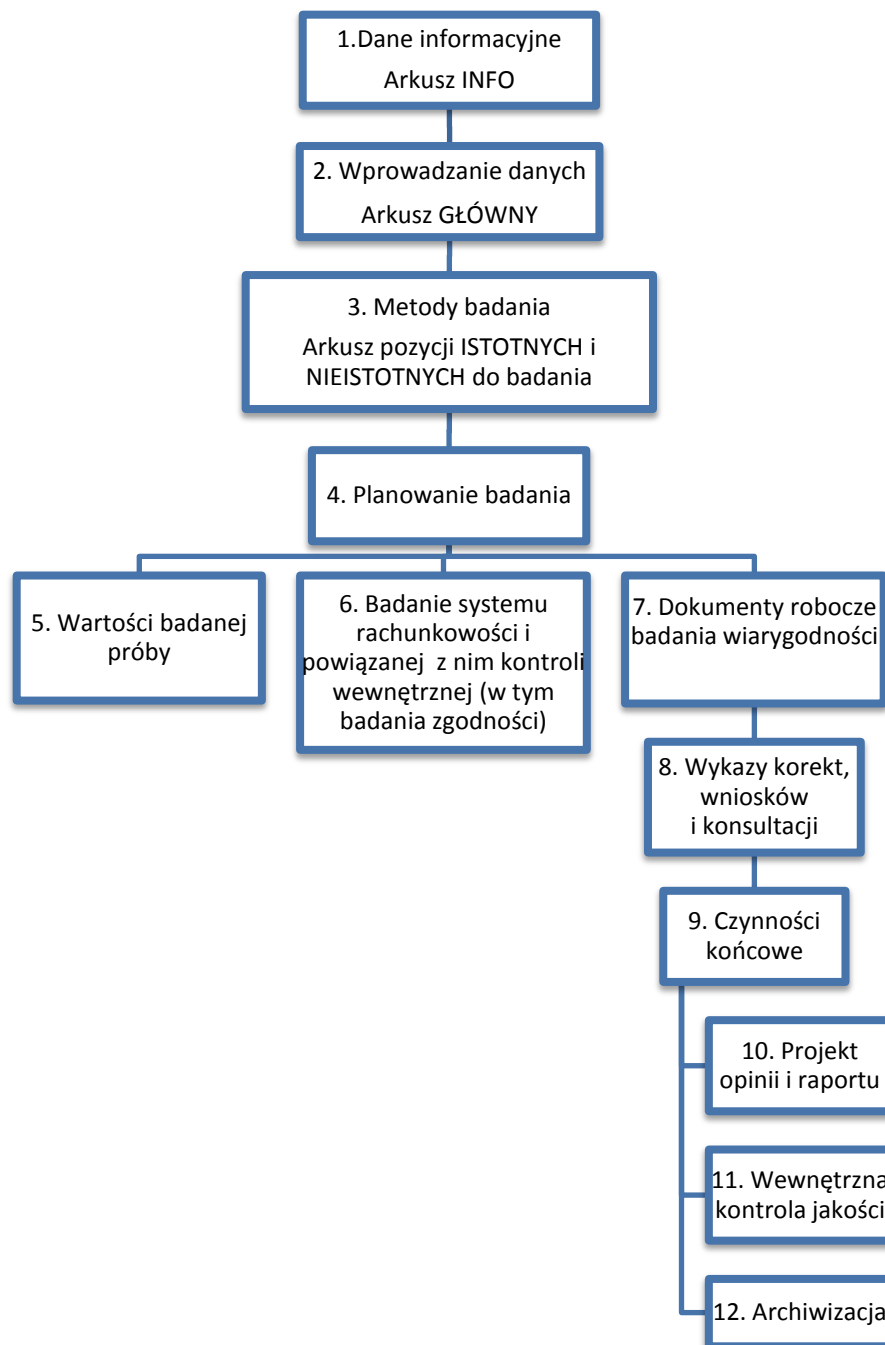 1.Dane informacyjne
Arkusz INFO
2. Wprowadzanie danych
Arkusz GŁÓWNY
3. Metody badania
Arkusz pozycji ISTOTNYCH i
NIEISTOTNYCH do badania
4. Planowanie badania
5. Wartości badanej
próby
6. Badanie systemu
rachunkowości i
powiązanej z nim kontroli
wewnętrznej (w tym
badania zgodności)
7. Dokumenty robocze
badania wiarygodności
8. Wykazy korekt,
wniosków
i konsultacji
9. Czynności
końcowe
10. Projekt
opinii i raportu
11. Wewnętrzna
kontrola jakości
12. Archiwizacja